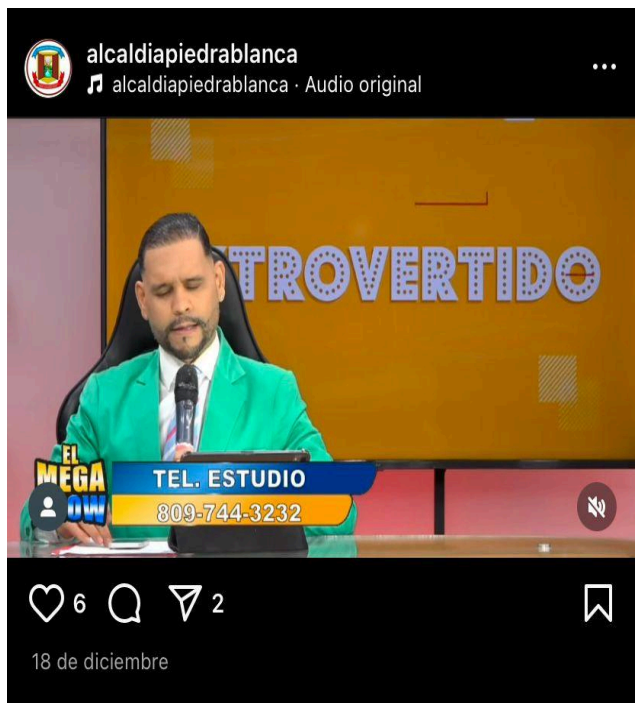 alcaldiapiedrablanca
alcaldiapiedrablanca · Audio original
TROVERTIDO
EL
MEGA
OW
TEL. ESTUDIO
809-744-3232
6
2
18 de diciembre